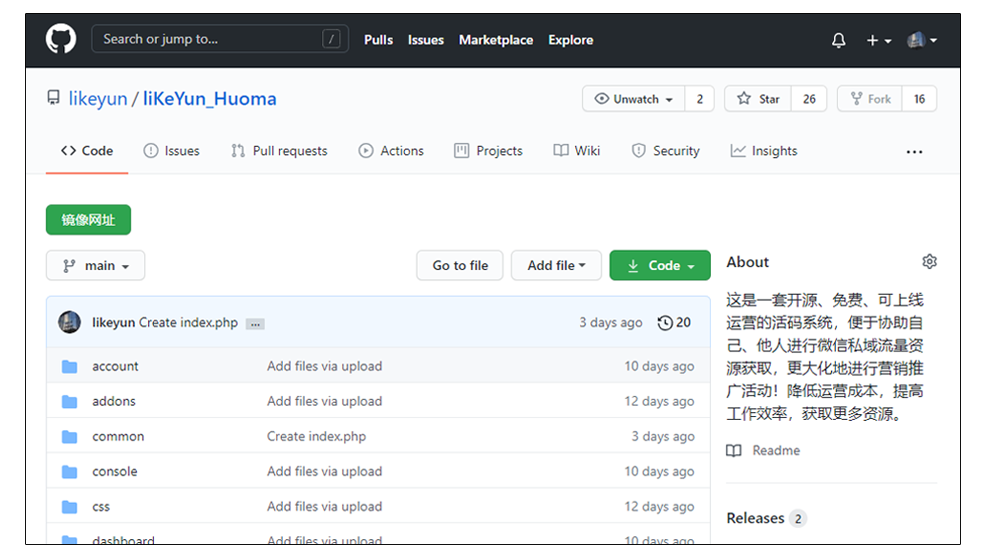 Search or jump to... / Pulls Issues Marketplace Explore
likeyun / liKeYun_Huoma Unwatch 2 Star 26 Fork 16
Code Issues Pull requests Actions Projects Wiki Security Insights ...
镜像网址
main Go to file Add file Code
About
这是一套开源、免费、可上线
运营的活码系统，便于协助自
己、他人进行微信私域流量资
源获取，更大化地进行营销推
广活动！降低运营成本，提高
工作效率，获取更多资源。
Readme
Releases 2
likeyun Create index.php ... 3 days ago 20
account Add files via upload 10 days ago
addons Add files via upload 12 days ago
common Create index.php 3 days ago
console Add files via upload 10 days ago
css Add files via upload 12 days ago
dashboard Add files via upload 10 days ago